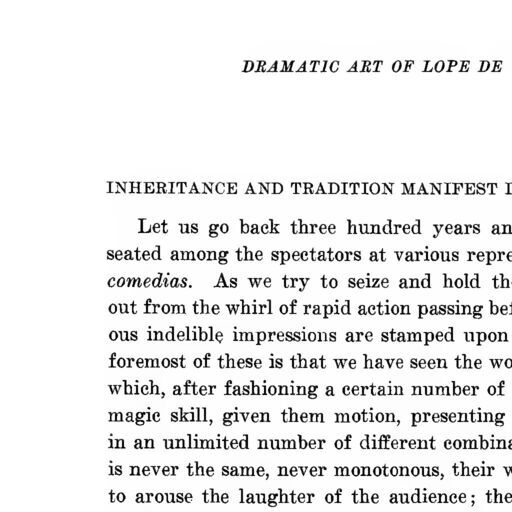 DRAMATIC ART OF LOPE DE
INHERITANCE AND TRADITION MANIFEST
Let us go back three hundred years an
seated among the spectators at various repre
comedias. As we try to seize and hold th
out from the whirl of rapid action passing bef
ous indelible impressions are stamped upon
foremost of these is that we have seen the wo
which, after fashioning a certain number of
magic skill, given them motion, presenting
in an unlimited number of different combina
is never the same, never monotonous, their w
to arouse the laughter of the audience; the